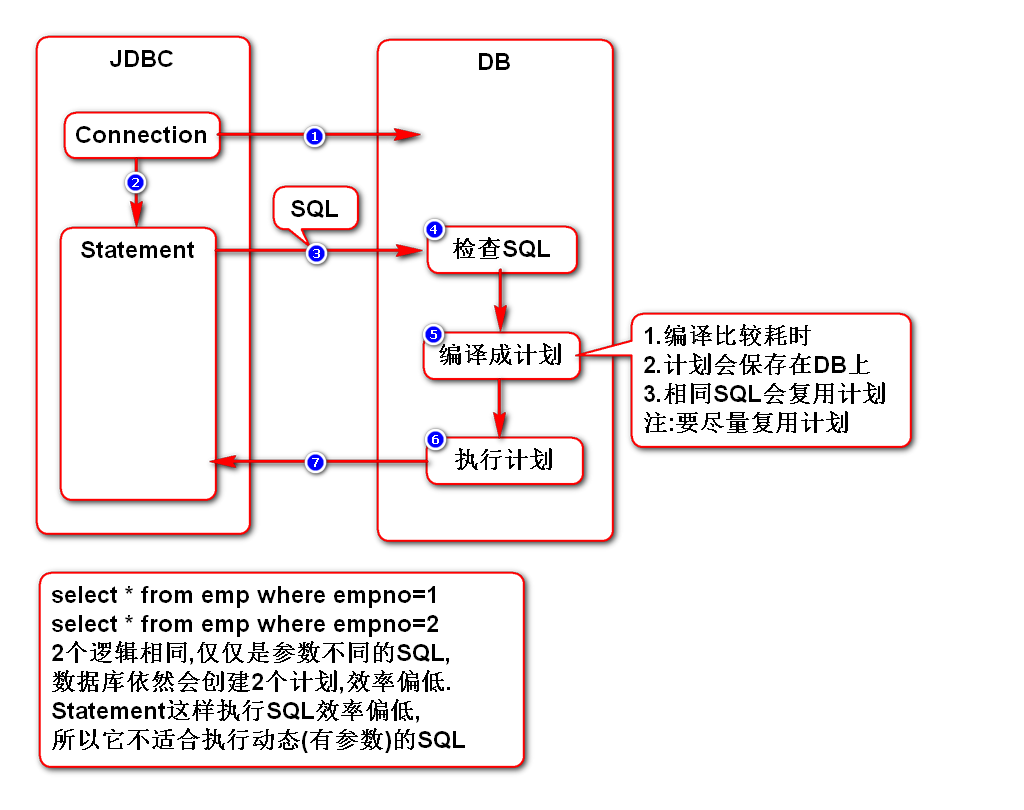 JDBC
DB
Connection
1
2
SQL
Statement
3
4
检查SQL
5
编译成计划
1.编译比较耗时
2.计划会保存在DB上
3.相同SQL会复用计划
注:要尽量复用计划
6
执行计划
7
select * from emp where empno=1
select * from emp where empno=2
2个逻辑相同,仅仅是参数不同的SQL,
数据库依然会创建2个计划,效率偏低.
Statement这样执行SQL效率偏低,
所以它不适合执行动态(有参数)的SQL